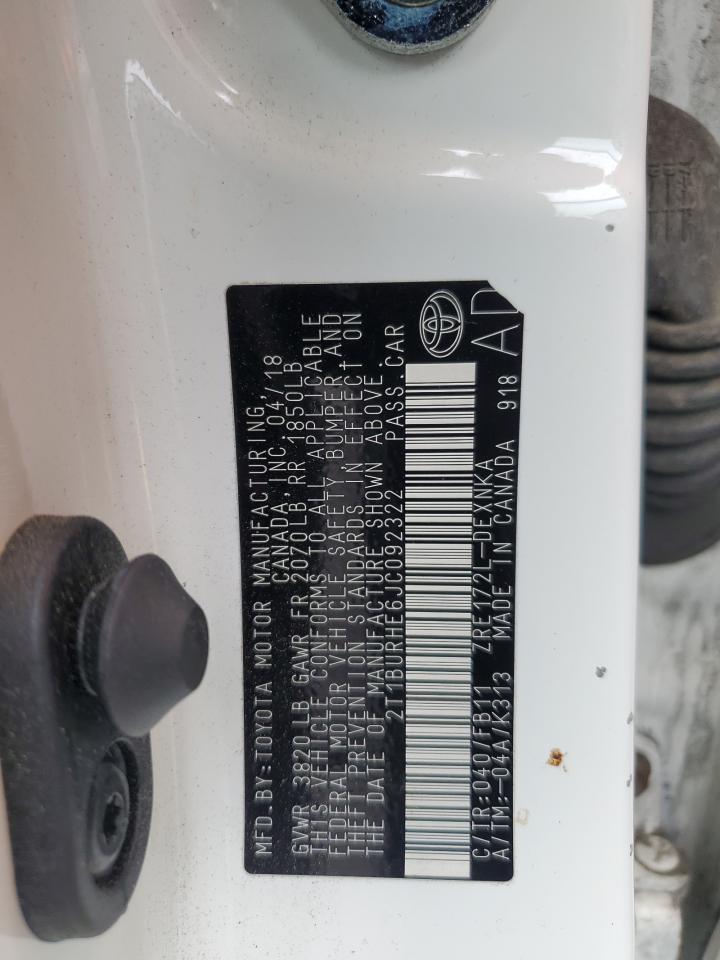 MFD.BY:TOYOTA MOTOR MANUFACTURING,
CANADA,INC.04/18
GVWR 3820 LB GAWR FR 2070LB RR 1850LB
THIS VEHICLE CONFORMS TO ALL APPLICABLE
FEDERAL MOTOR VEHICLE SAFETY,BUMPER AND
THEFT PREVENTION STANDARDS IN EFFECT ON
THE DATE OF MANUFACTURE SHOWN ABOVE.
2T1BURHE6JC092322 PASS.CAR
C/TR:040/FB11 ZRE172L-DEXNKA
A/TM:-04A/K313 MADE IN CANADA 918